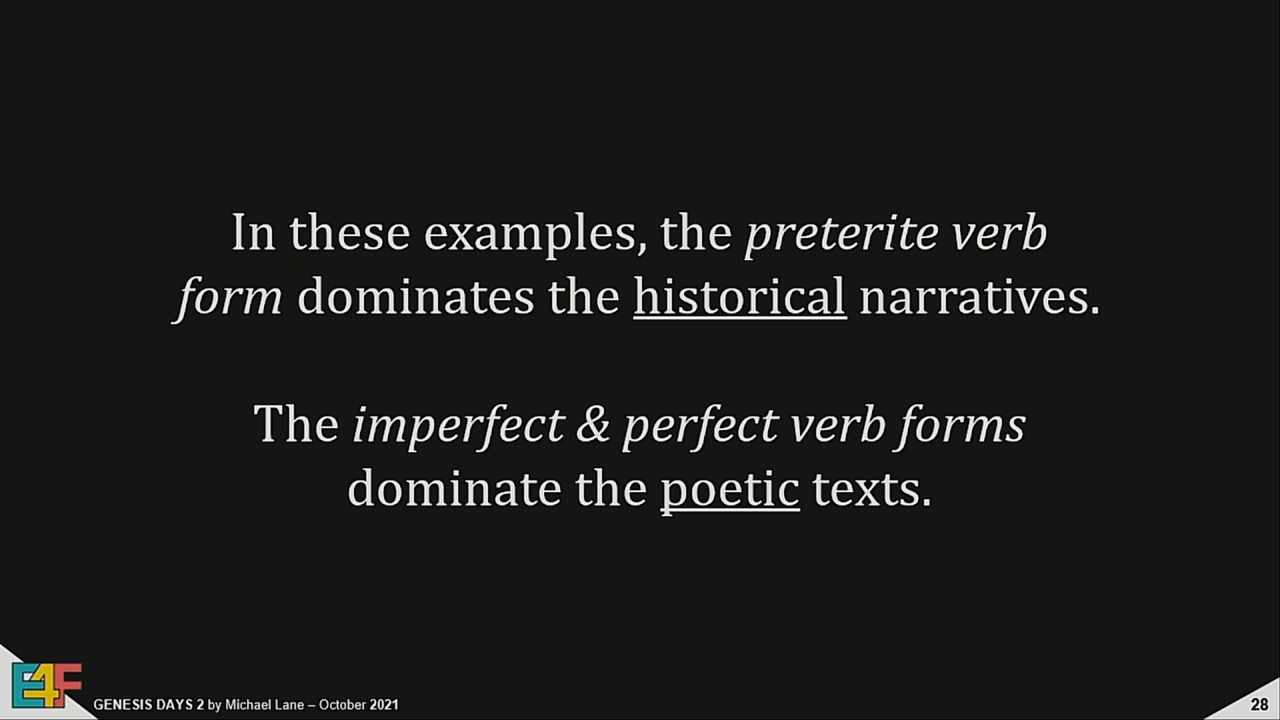 In these examples, the preterite verb
form dominates the historical narratives.
The imperfect & perfect verb forms
dominate the poetic texts.
E4F
GENESIS DAYS 2 by Michael Lane – October 2021
28